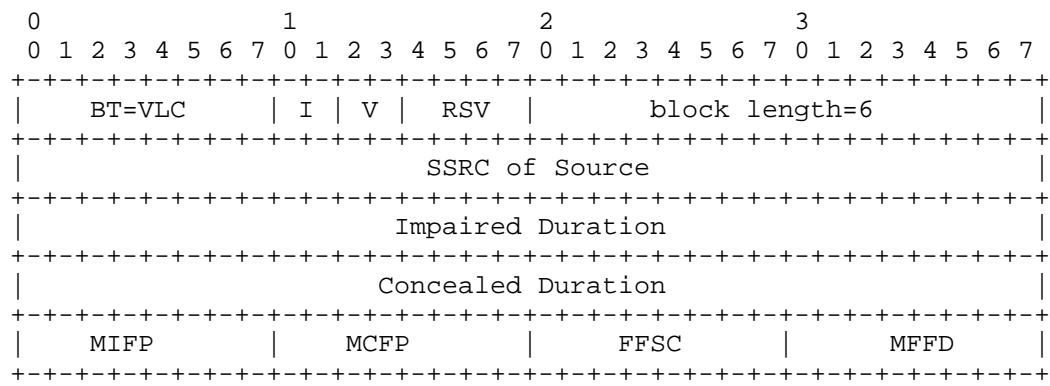 0                   1                   2                   3
 0 1 2 3 4 5 6 7 0 1 2 3 4 5 6 7 0 1 2 3 4 5 6 7 0 1 2 3 4 5 6 7
+-+-+-+-+-+-+-+-+-+-+-+-+-+-+-+-+-+-+-+-+-+-+-+-+-+-+-+-+-+-+-+-+
|    BT=VLC     | I | V |  RSV  |       block length=6          |
+-+-+-+-+-+-+-+-+-+-+-+-+-+-+-+-+-+-+-+-+-+-+-+-+-+-+-+-+-+-+-+-+
|                         SSRC of Source                        |
+-+-+-+-+-+-+-+-+-+-+-+-+-+-+-+-+-+-+-+-+-+-+-+-+-+-+-+-+-+-+-+-+
|                       Impaired Duration                       |
+-+-+-+-+-+-+-+-+-+-+-+-+-+-+-+-+-+-+-+-+-+-+-+-+-+-+-+-+-+-+-+-+
|                      Concealed Duration                       |
+-+-+-+-+-+-+-+-+-+-+-+-+-+-+-+-+-+-+-+-+-+-+-+-+-+-+-+-+-+-+-+-+
|    MIFP       |    MCFP       |     FFSC      |     MFFD      |
+-+-+-+-+-+-+-+-+-+-+-+-+-+-+-+-+-+-+-+-+-+-+-+-+-+-+-+-+-+-+-+-+